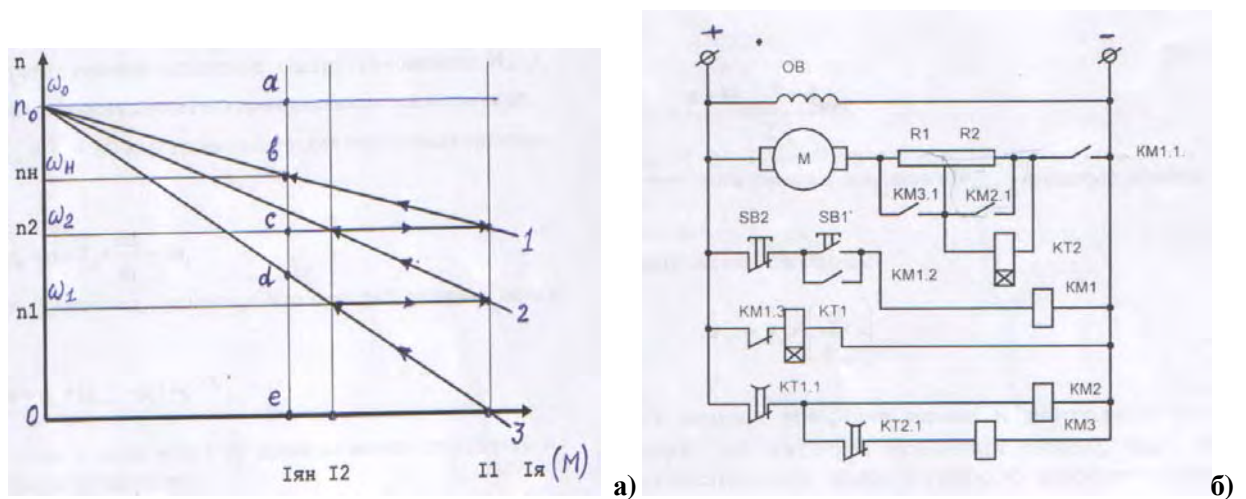 n ω₀ a
n₀
b
nн ωн
n2 ω2 c
d 1
n1 ω1 2
0 e 3
Iян I2 I1 Iя (M)
а)
+ -
ОВ
М R1 R2 КМ1.1.
КМ3.1 КМ2.1
SB2 SB1
КТ2
КМ1.2 КМ1
КМ1.3 КТ1
КТ1.1 КМ2
КТ2.1 КМ3
б)